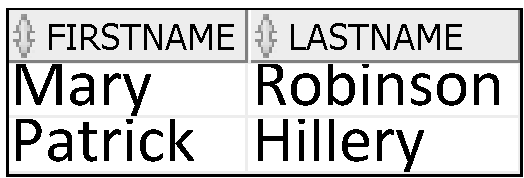 FIRSTNAME LASTNAME
Mary Robinson
Patrick Hillery